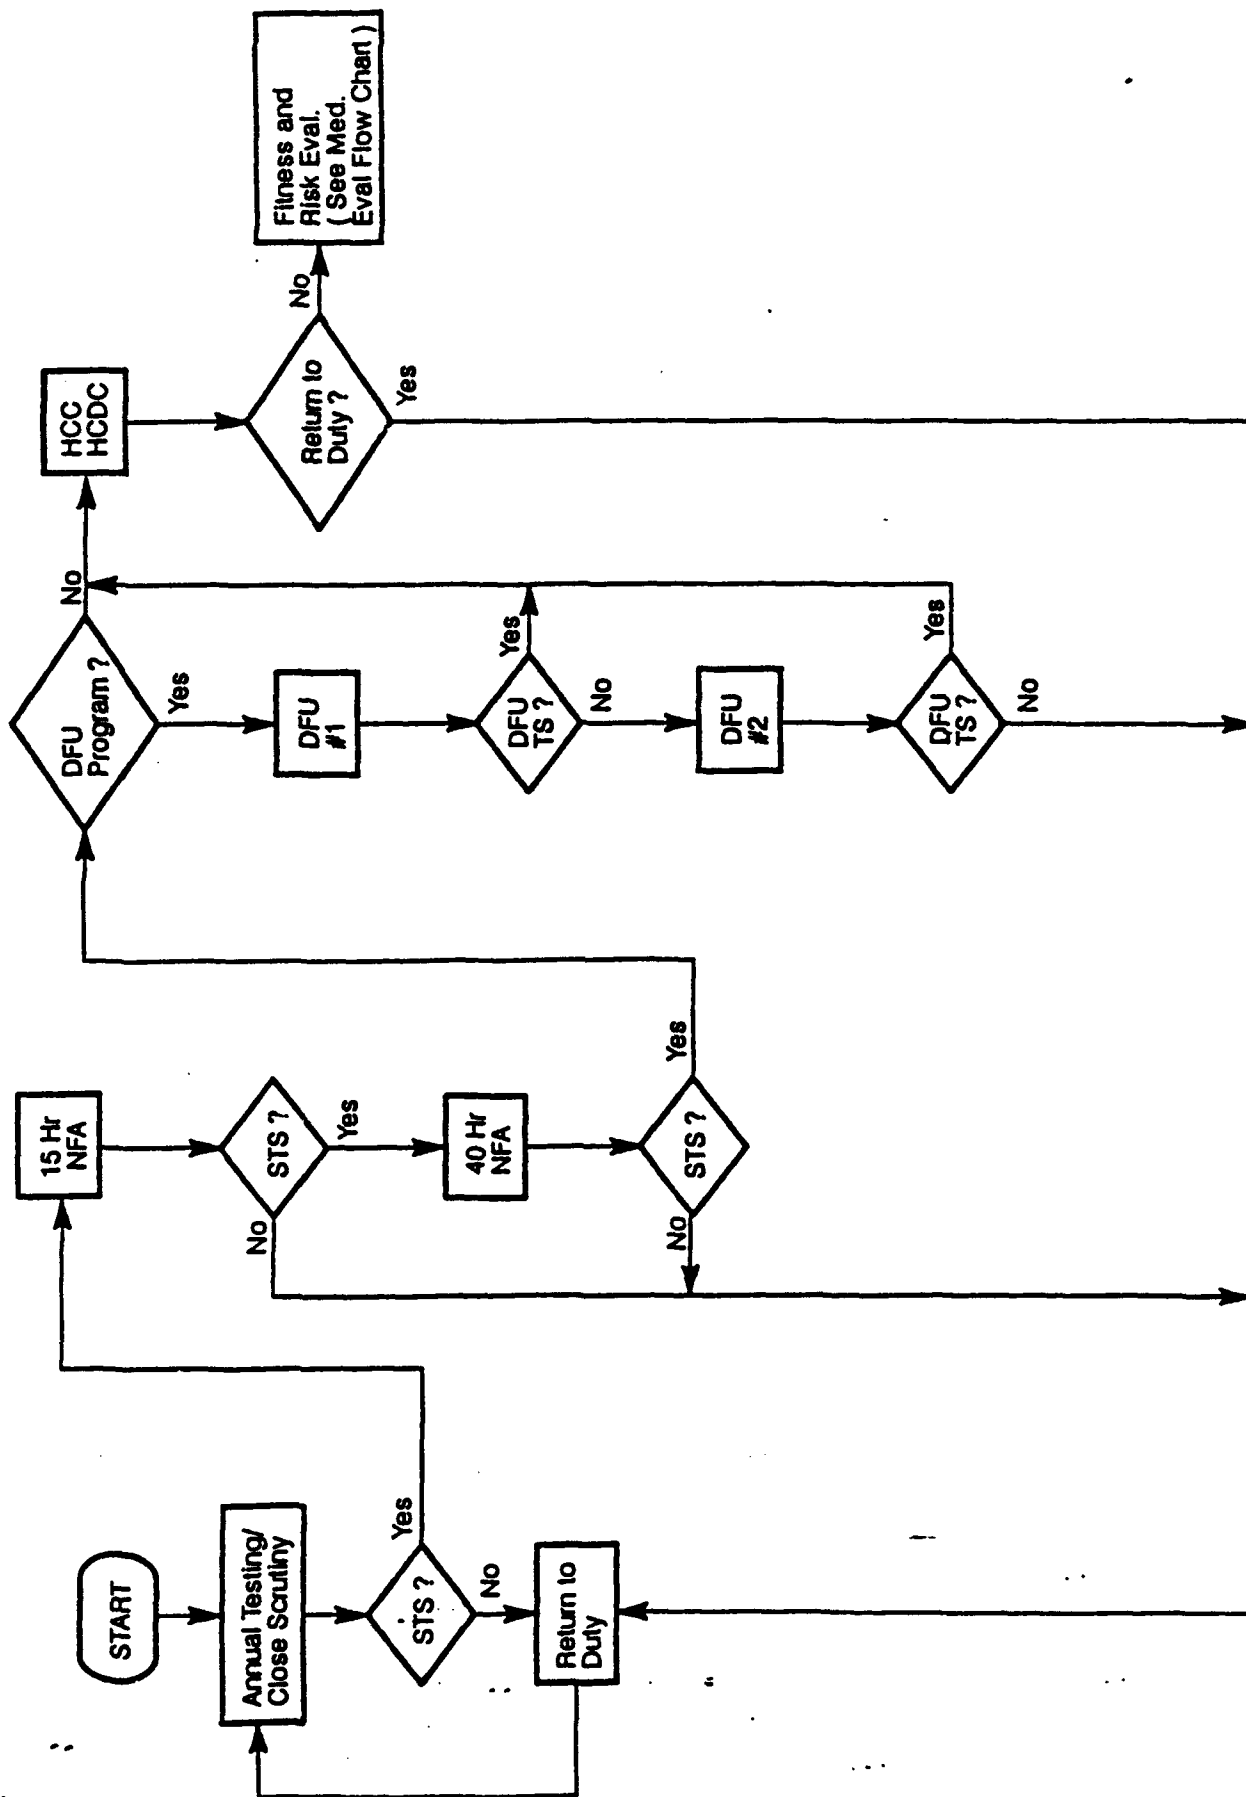 START
Annual Testing/
Close Scrutiny
STS ?
Yes
No
Return to
Duty
15 Hr
NFA
STS ?
No
Yes
40 Hr
NFA
STS ?
No
Yes
DFU
Program ?
No
Yes
DFU
#1
DFU
TS ?
Yes
No
DFU
#2
DFU
TS ?
Yes
No
HCC
HCDC
Return to
Duty ?
No
Yes
Fitness and
Risk Eval.
( See Med.
Eval Flow Chart )